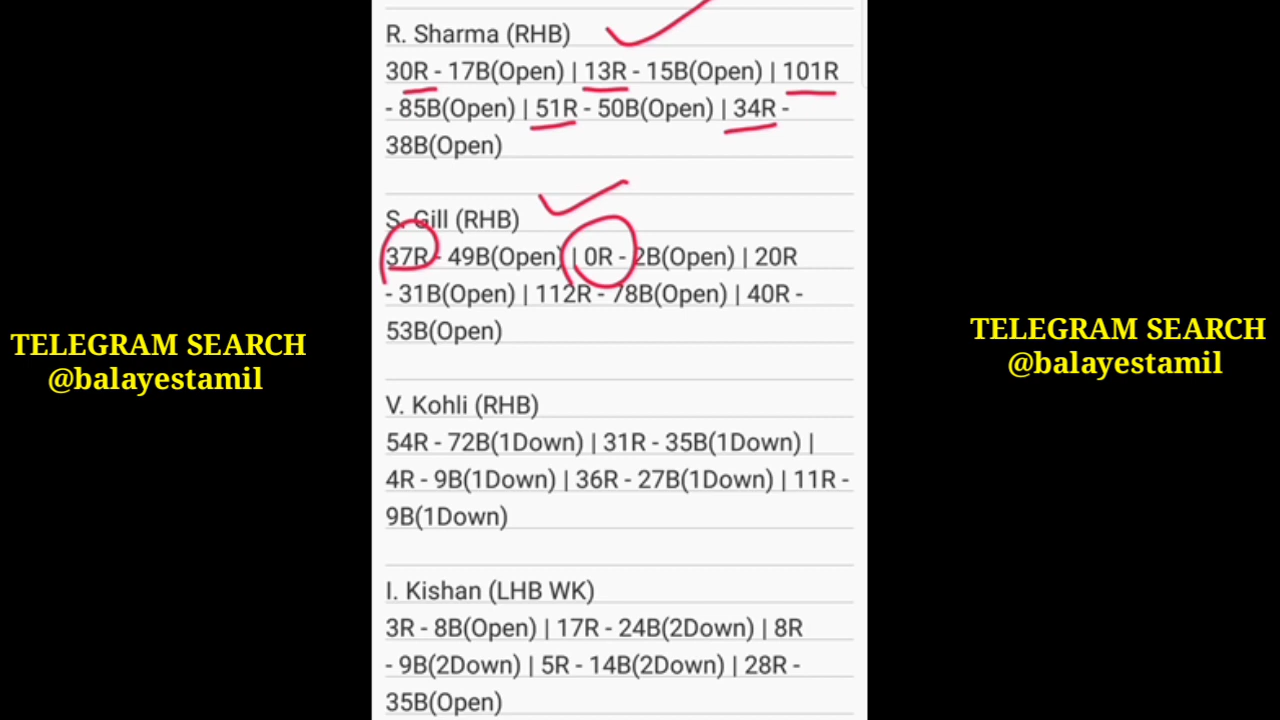 R. Sharma (RHB)
30R - 17B(Open) | 13R - 15B(Open) | 101R
- 85B(Open) | 51R - 50B(Open) | 34R -
38B(Open)
S. Gill (RHB)
37R - 49B(Open) | 0R - 2B(Open) | 20R
- 31B(Open) | 112R - 78B(Open) | 40R -
53B(Open)
V. Kohli (RHB)
54R - 72B(1Down) | 31R - 35B(1Down) |
4R - 9B(1Down) | 36R - 27B(1Down) | 11R -
9B(1Down)
I. Kishan (LHB WK)
3R - 8B(Open) | 17R - 24B(2Down) | 8R
- 9B(2Down) | 5R - 14B(2Down) | 28R -
35B(Open)
TELEGRAM SEARCH
@balayestamil
TELEGRAM SEARCH
@balayestamil